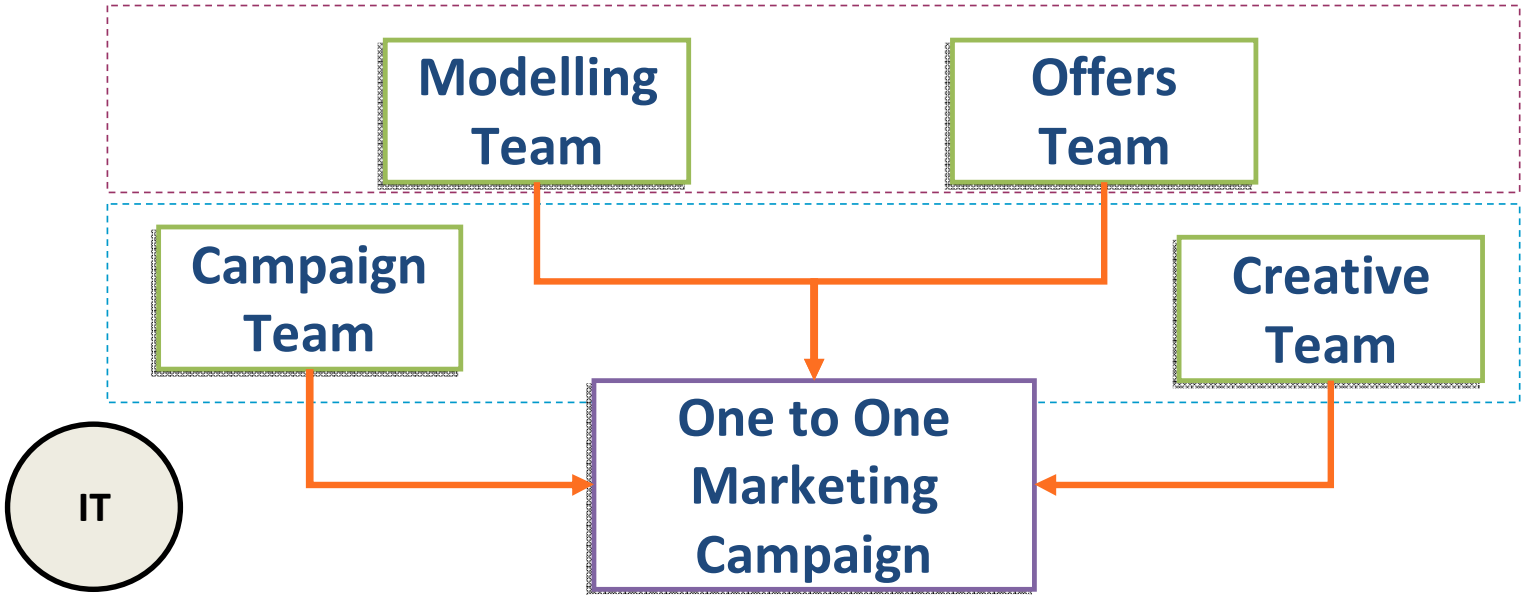 Modelling
Team
Offers
Team
Campaign
Team
Creative
Team
One to One
Marketing
Campaign
IT